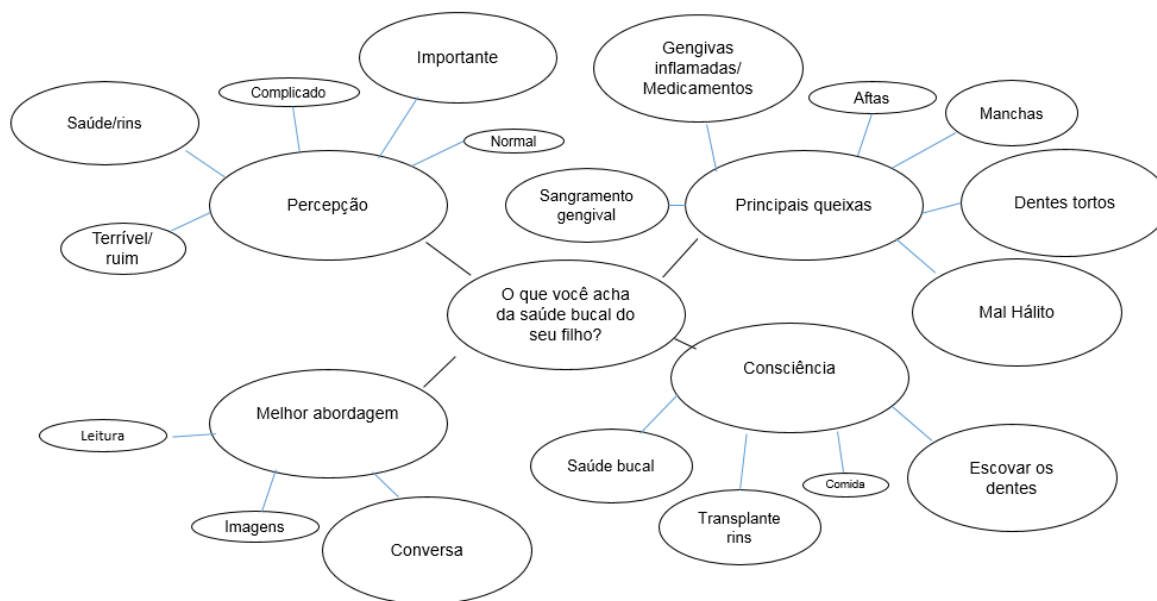 Importante
Complicado
Saúde/rins
Normal
Percepção
Terrível/
ruim
Gengivas
inflamadas/
Medicamentos
Aftas
Manchas
Sangramento
gengival
Principais queixas
Dentes tortos
Mal Hálito
O que você acha
da saúde bucal do
seu filho?
Melhor abordagem
Leitura
Imagens
Conversa
Consciência
Saúde bucal
Transplante
rins
Comida
Escovar os
dentes